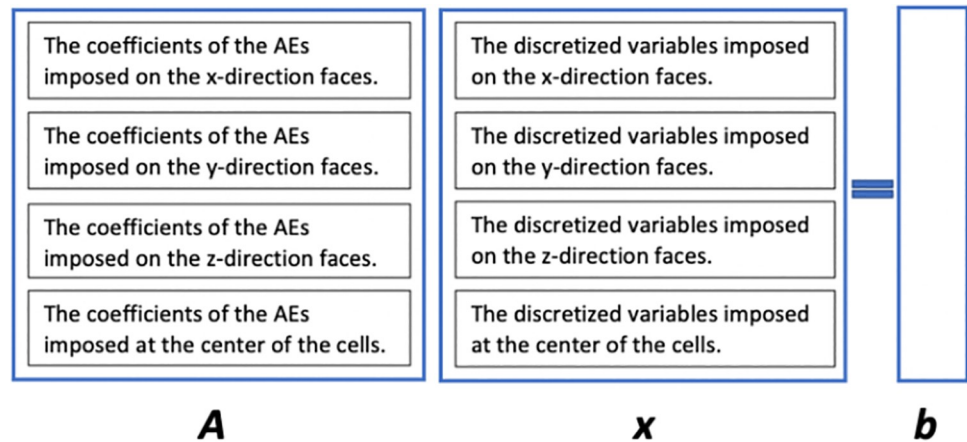 The coefficients of the AEs
imposed on the x-direction faces.
The coefficients of the AEs
imposed on the y-direction faces.
The coefficients of the AEs
imposed on the z-direction faces.
The coefficients of the AEs
imposed at the center of the cells.
The discretized variables imposed
on the x-direction faces.
The discretized variables imposed
on the y-direction faces.
The discretized variables imposed
on the z-direction faces.
The discretized variables imposed
at the center of the cells.
=
A
x
b